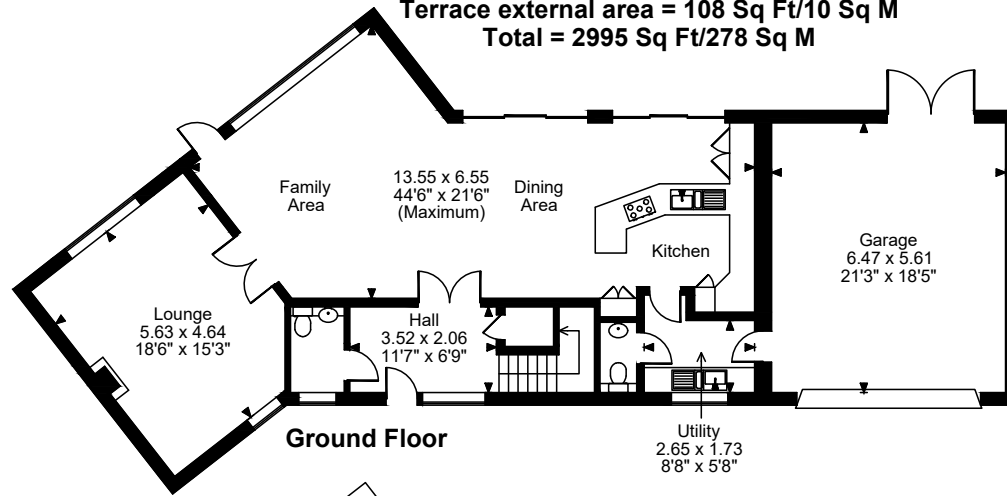 Terrace external area = 108 Sq Ft/10 Sq M
Total = 2995 Sq Ft/278 Sq M
Family
Area
13.55 x 6.55
44'6" x 21'6"
(Maximum)
Dining
Area
Kitchen
Garage
6.47 x 5.61
21'3" x 18'5"
Lounge
5.63 x 4.64
18'6" x 15'3"
Hall
3.52 x 2.06
11'7" x 6'9"
Ground Floor
Utility
2.65 x 1.73
8'8" x 5'8"